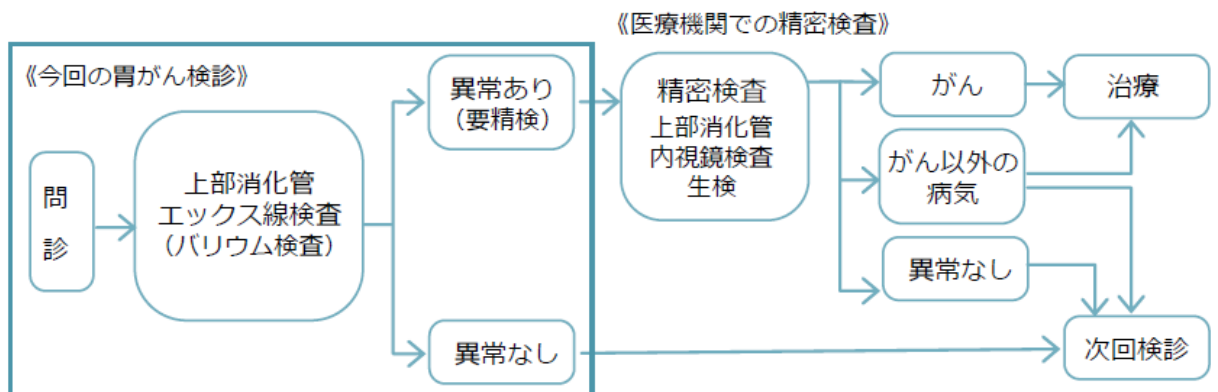 《医療機関での精密検査》
《今回の胃がん検診》
問
診
上部消化管
エックス線検査
（バリウム検査）
異常あり
（要精検）
異常なし
精密検査
上部消化管
内視鏡検査
生検
がん
がん以外の
病気
異常なし
治療
次回検診